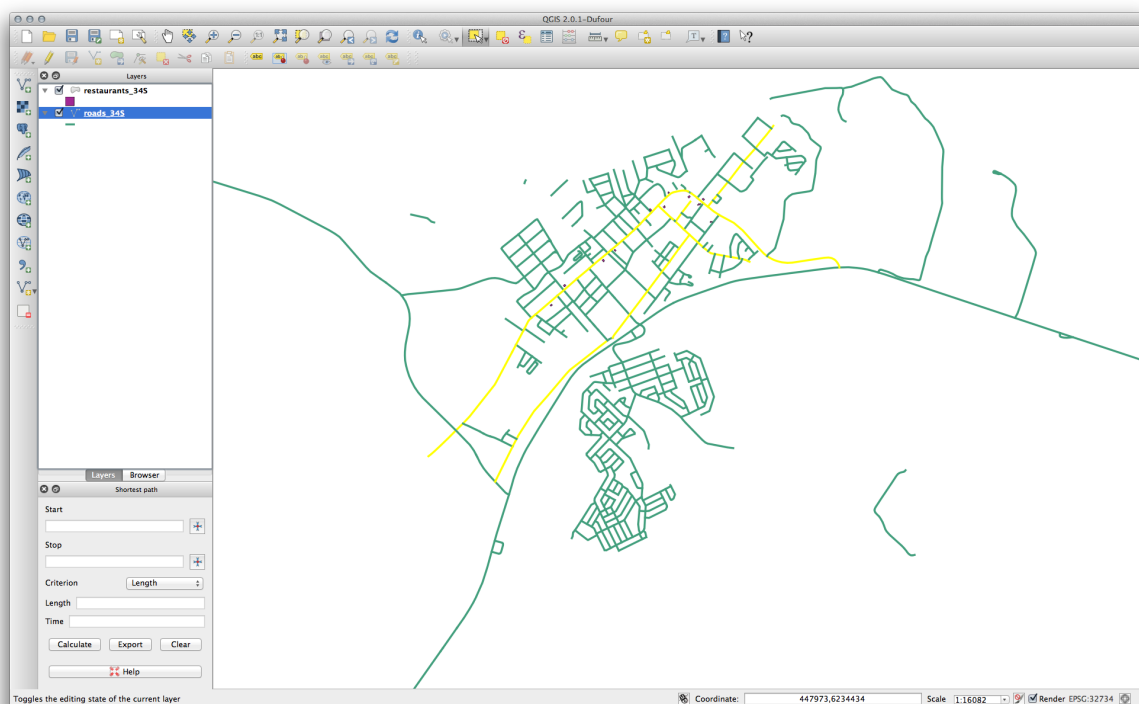 QGIS 2.0.1-Dufour
Layers
restaurants_34S
roads_34S
Layers Browser
Shortest path
Start
Stop
Criterion Length
Length
Time
Calculate Export Clear
Help
Toggles the editing state of the current layer
Coordinate: 447973,6234434 Scale 1:16082 Render EPSG:32734